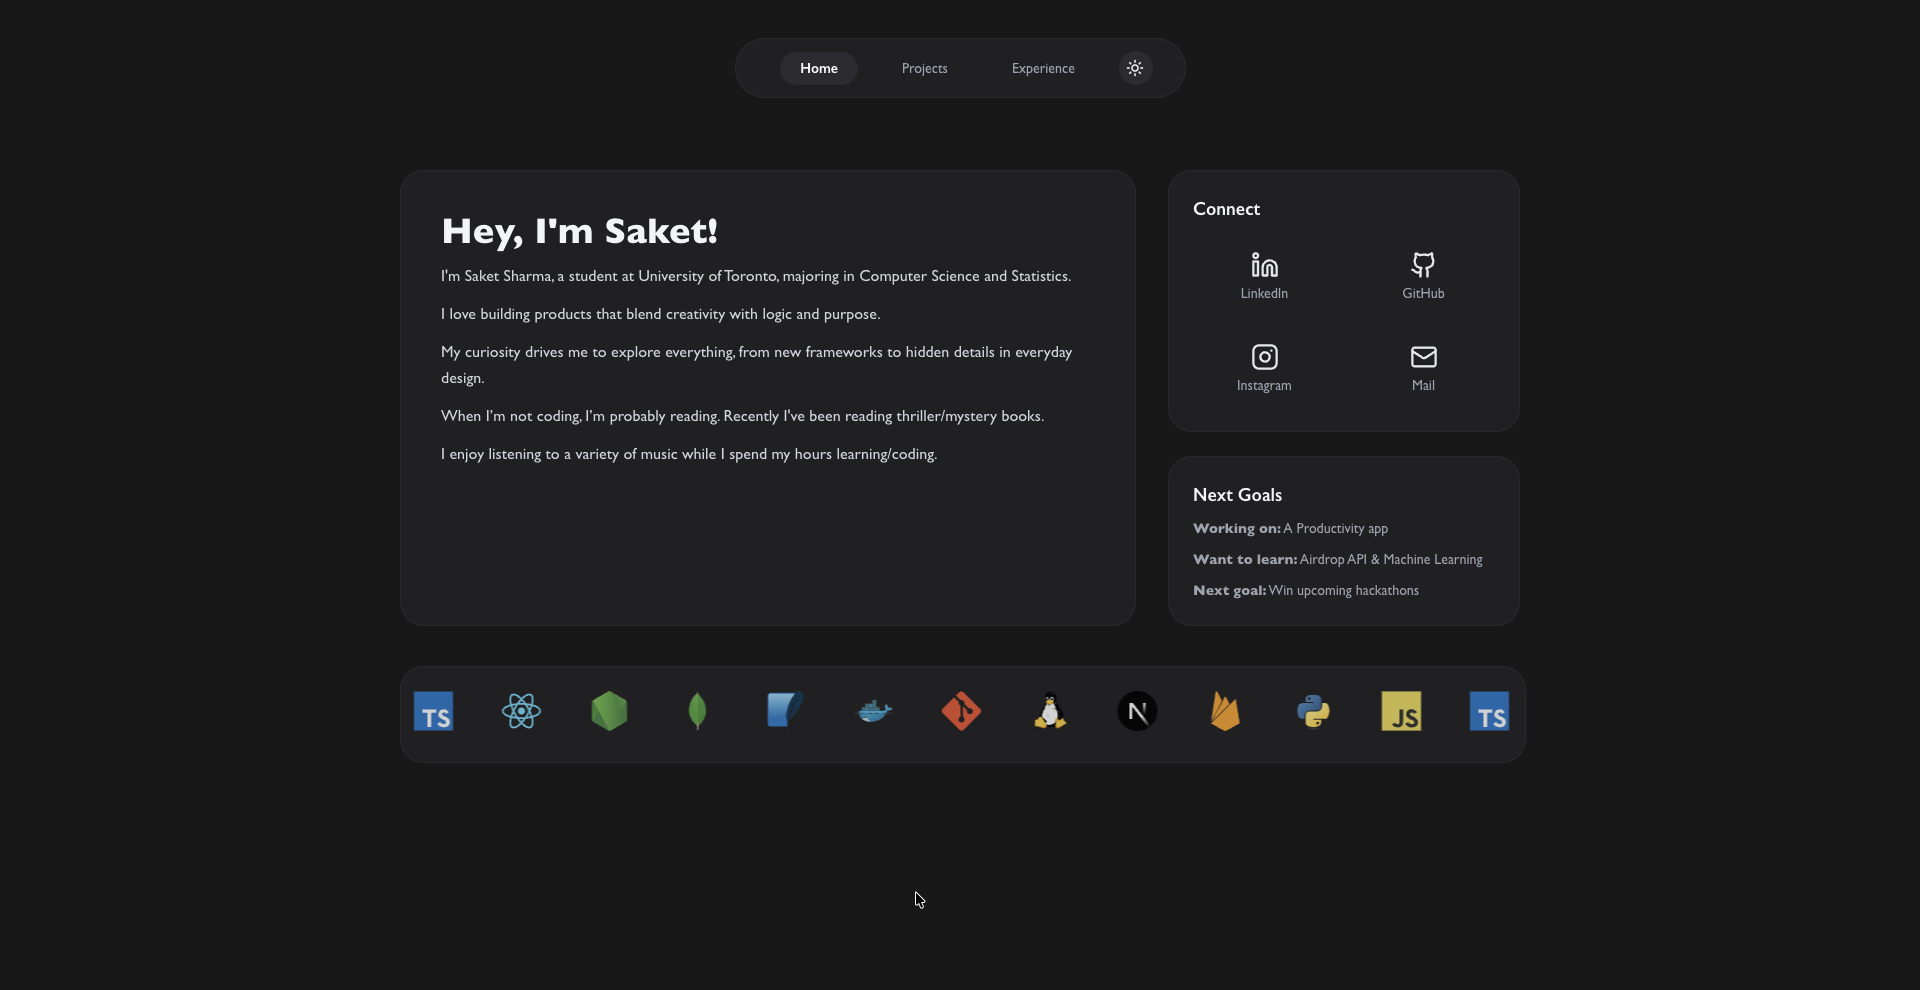 Home
Projects
Experience
Hey, I'm Saket!
I'm Saket Sharma, a student at University of Toronto, majoring in Computer Science and Statistics.
I love building products that blend creativity with logic and purpose.
My curiosity drives me to explore everything, from new frameworks to hidden details in everyday
design.
When I’m not coding, I’m probably reading. Recently I've been reading thriller/mystery books.
I enjoy listening to a variety of music while I spend my hours learning/coding.
Connect
LinkedIn
GitHub
Instagram
Mail
Next Goals
Working on: A Productivity app
Want to learn: Airdrop API & Machine Learning
Next goal: Win upcoming hackathons
TS
N
JS
TS